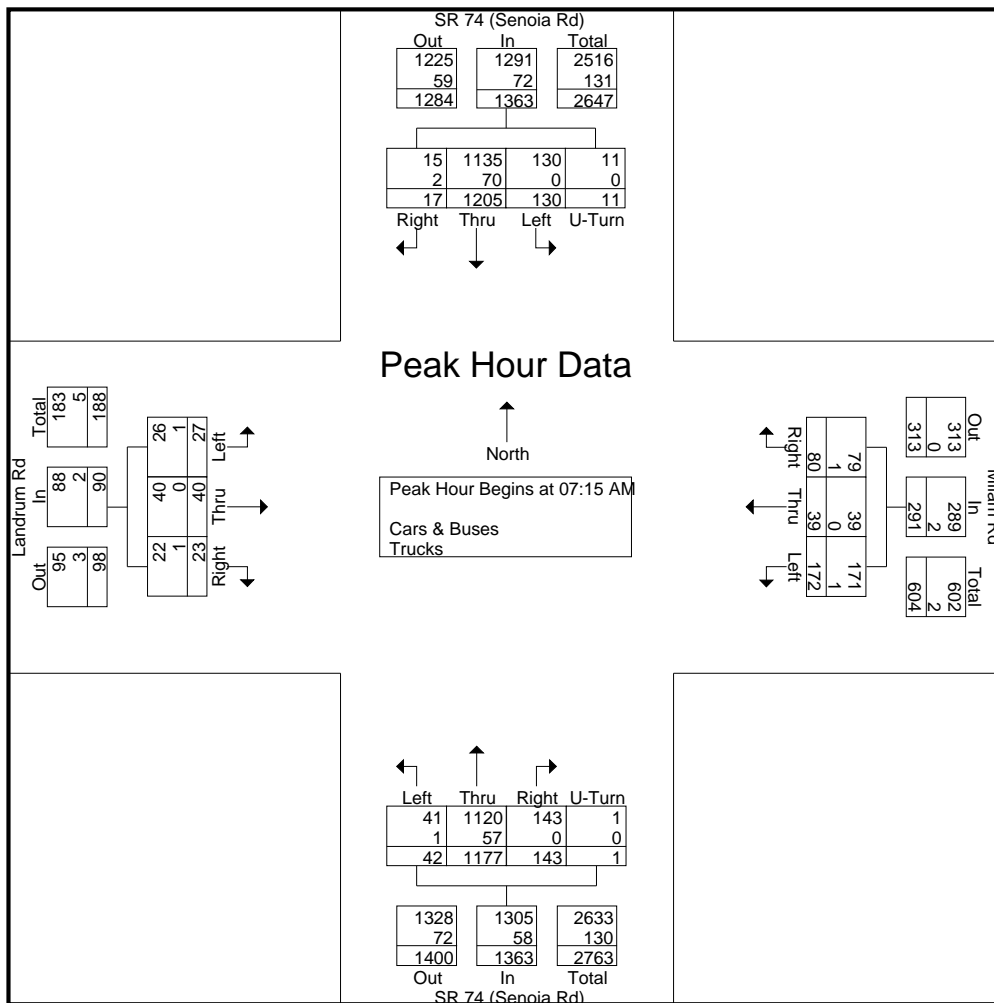 SR 74 (Senoia Rd)
Out In Total
1225 1291 2516
59 72 131
1284 1363 2647
15 1135 130 11
2 70 0 0
17 1205 130 11
Right Thru Left U-Turn
Peak Hour Data
North
Peak Hour Begins at 07:15 AM
Cars & Buses
Trucks
Landrum Rd
Total In Out
183 88 95
5 2 3
188 90 98
26 40 22
1 0 1
27 40 23
Left Thru Right
Right Thru Left
80 39 172
1 0 1
79 39 171
313 291 604
0 2 2
313 289 602
Out In Total
Milam Rd
Left Thru Right U-Turn
41 1120 143 1
1 57 0 0
42 1177 143 1
1328 1305 2633
72 58 130
1400 1363 2763
Out In Total
SR 74 (Senoia Rd)